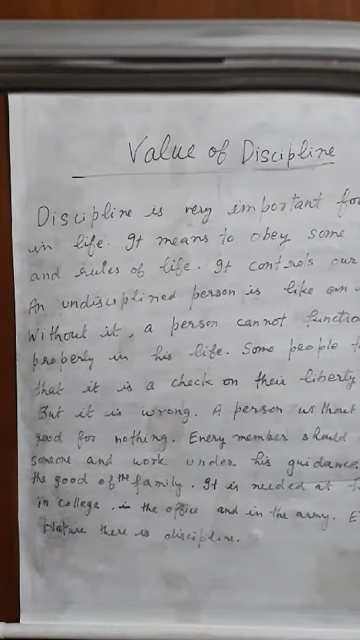 Value of Discipline
Discipline is very important for
in life. It means to obey some
and rules of life. It controls our
An undisciplined person is like an
Without it, a person cannot function
properly in his life. Some people
that it is a check on their liberty
But it is wrong. A person without
good for nothing. Every member should
someone and work under his guidance
the good of the family. It is needed at
in college. in the office and in the army.
Nature there is discipline.